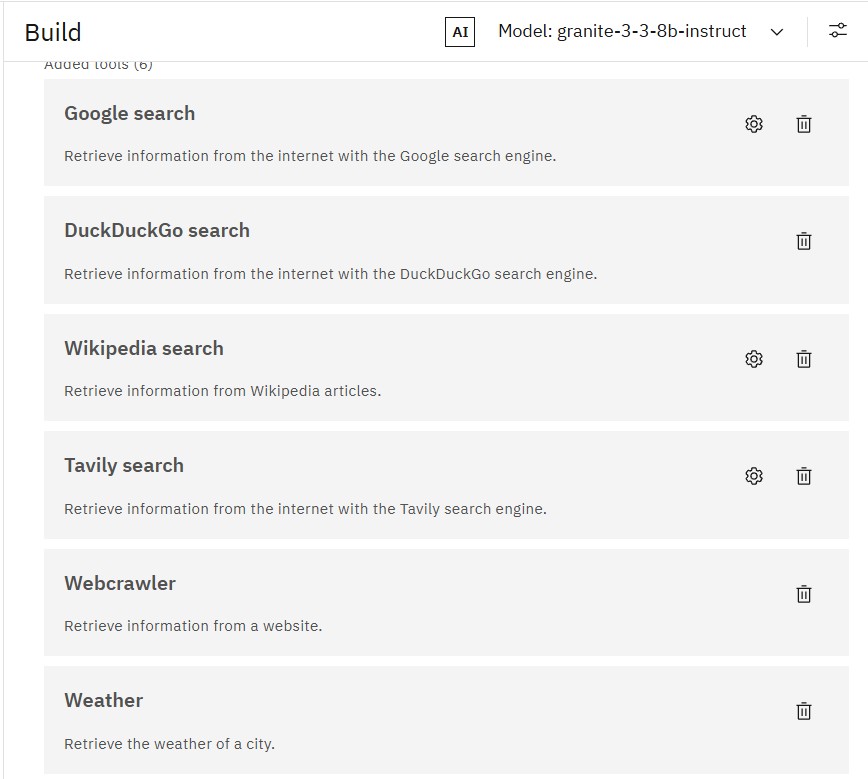 Build
AI Model: granite-3-3-8b-instruct
Added tools (6)
Google search
Retrieve information from the internet with the Google search engine.
DuckDuckGo search
Retrieve information from the internet with the DuckDuckGo search engine.
Wikipedia search
Retrieve information from Wikipedia articles.
Tavily search
Retrieve information from the internet with the Tavily search engine.
Webcrawler
Retrieve information from a website.
Weather
Retrieve the weather of a city.